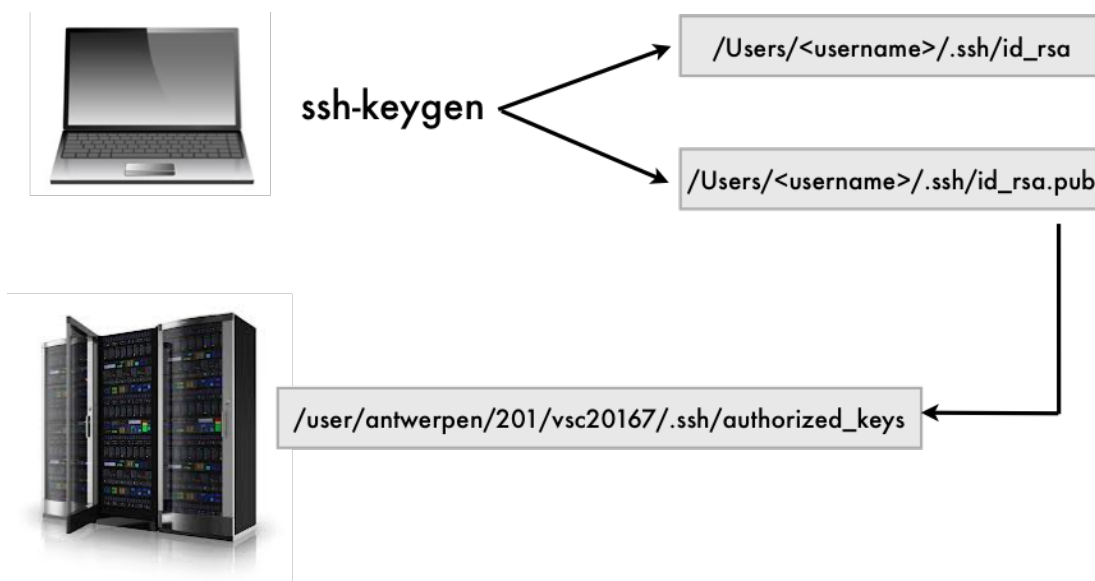 /Users/<username>/.ssh/id_rsa
ssh-keygen
/Users/<username>/.ssh/id_rsa.pub
/user/antwerpen/201/vsc20167/.ssh/authorized_keys